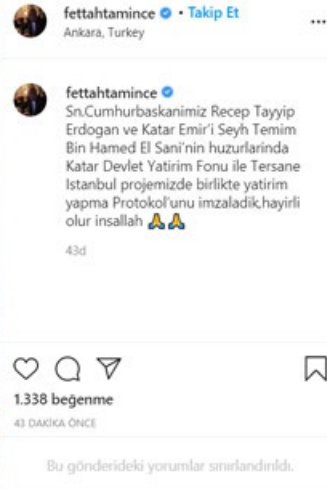 fettahtamince • Takip Et
Ankara, Turkey
fettahtamince
Sn.Cumhurbaskanimiz Recep Tayyip
Erdogan ve Katar Emir'i Seyh Temim
Bin Hamed El Sani'nin huzurlarinda
Katar Devlet Yatirim Fonu ile Tersane
Istanbul projemizde birlikte yatirim
yapma Protokol'unu imzaladik,hayirli
olur insallah 🙏🙏
43d
1.338 beğenme
43 DAKİKA ÖNCE
Bu gönderideki yorumlar sınırlandırıldı.